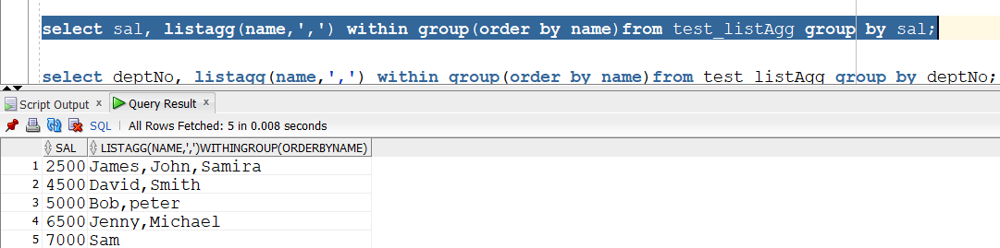 select sal, listagg(name,',') within group(order by name)from test_listAgg group by sal;
select deptNo, listagg(name,',') within group(order by name)from test_listAgg group by deptNo;
Script Output x Query Result x
SQL | All Rows Fetched: 5 in 0.008 seconds
SAL LISTAGG(NAME,',')WITHINGROUP(ORDERBYNAME)
1 2500 James,John,Samira
2 4500 David,Smith
3 5000 Bob,peter
4 6500 Jenny,Michael
5 7000 Sam